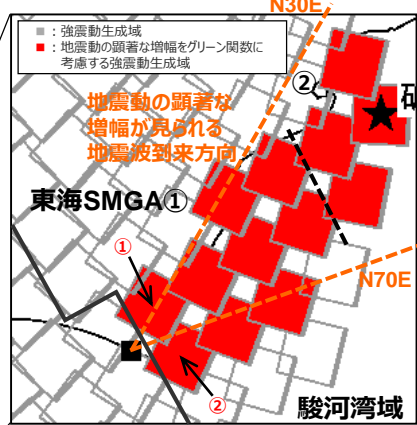 N30E
■：強震動生成域
■：地震動の顕著な増幅をグリーン関数に
考慮する強震動生成域
②
地震動の顕著な
増幅が見られる
地震波到来方向
東海SMGA①
①
N70E
②
駿河湾域